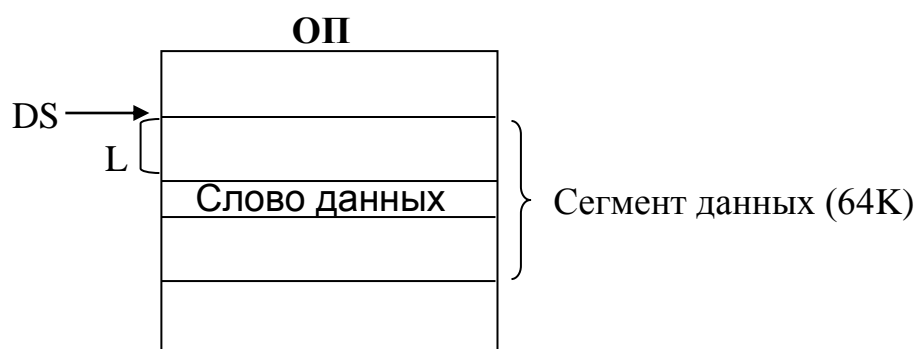 ОП
DS
L
Слово данных
Сегмент данных (64K)